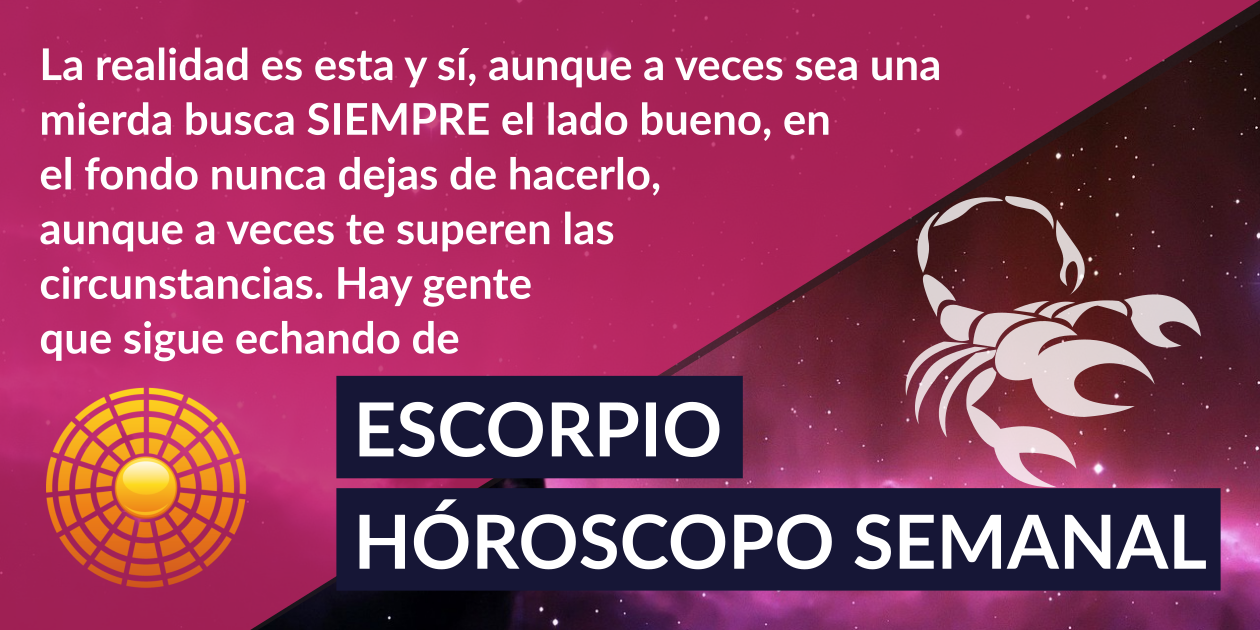 La realidad es esta y sí, aunque a veces sea una
mierda busca SIEMPRE el lado bueno, en
el fondo nunca dejas de hacerlo,
aunque a veces te superen las
circunstancias. Hay gente
que sigue echando de
ESCORPIO
HÓROSCOPO SEMANAL